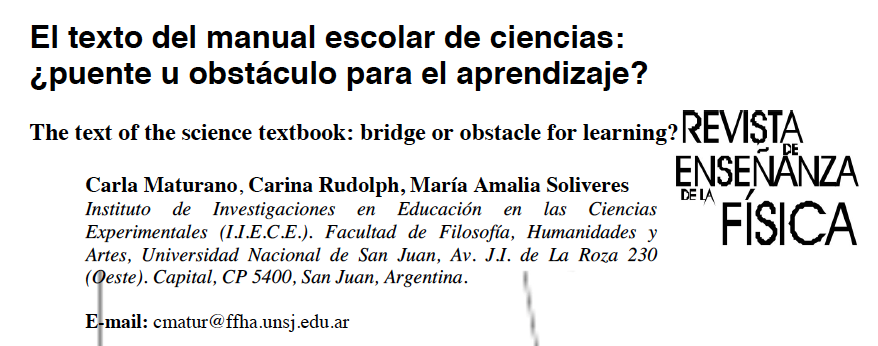 El texto del manual escolar de ciencias:
¿puente u obstáculo para el aprendizaje?
The text of the science textbook: bridge or obstacle for learning?
REVISTA
DE
ENSEÑANZA
DE LA
FÍSICA
Carla Maturano, Carina Rudolph, María Amalia Soliveres
Instituto de Investigaciones en Educación en las Ciencias
Experimentales (I.I.E.C.E.). Facultad de Filosofía, Humanidades y
Artes, Universidad Nacional de San Juan, Av. J.I. de La Roza 230
(Oeste). Capital, CP 5400, San Juan, Argentina.
E-mail: cmatur@ffha.unsj.edu.ar